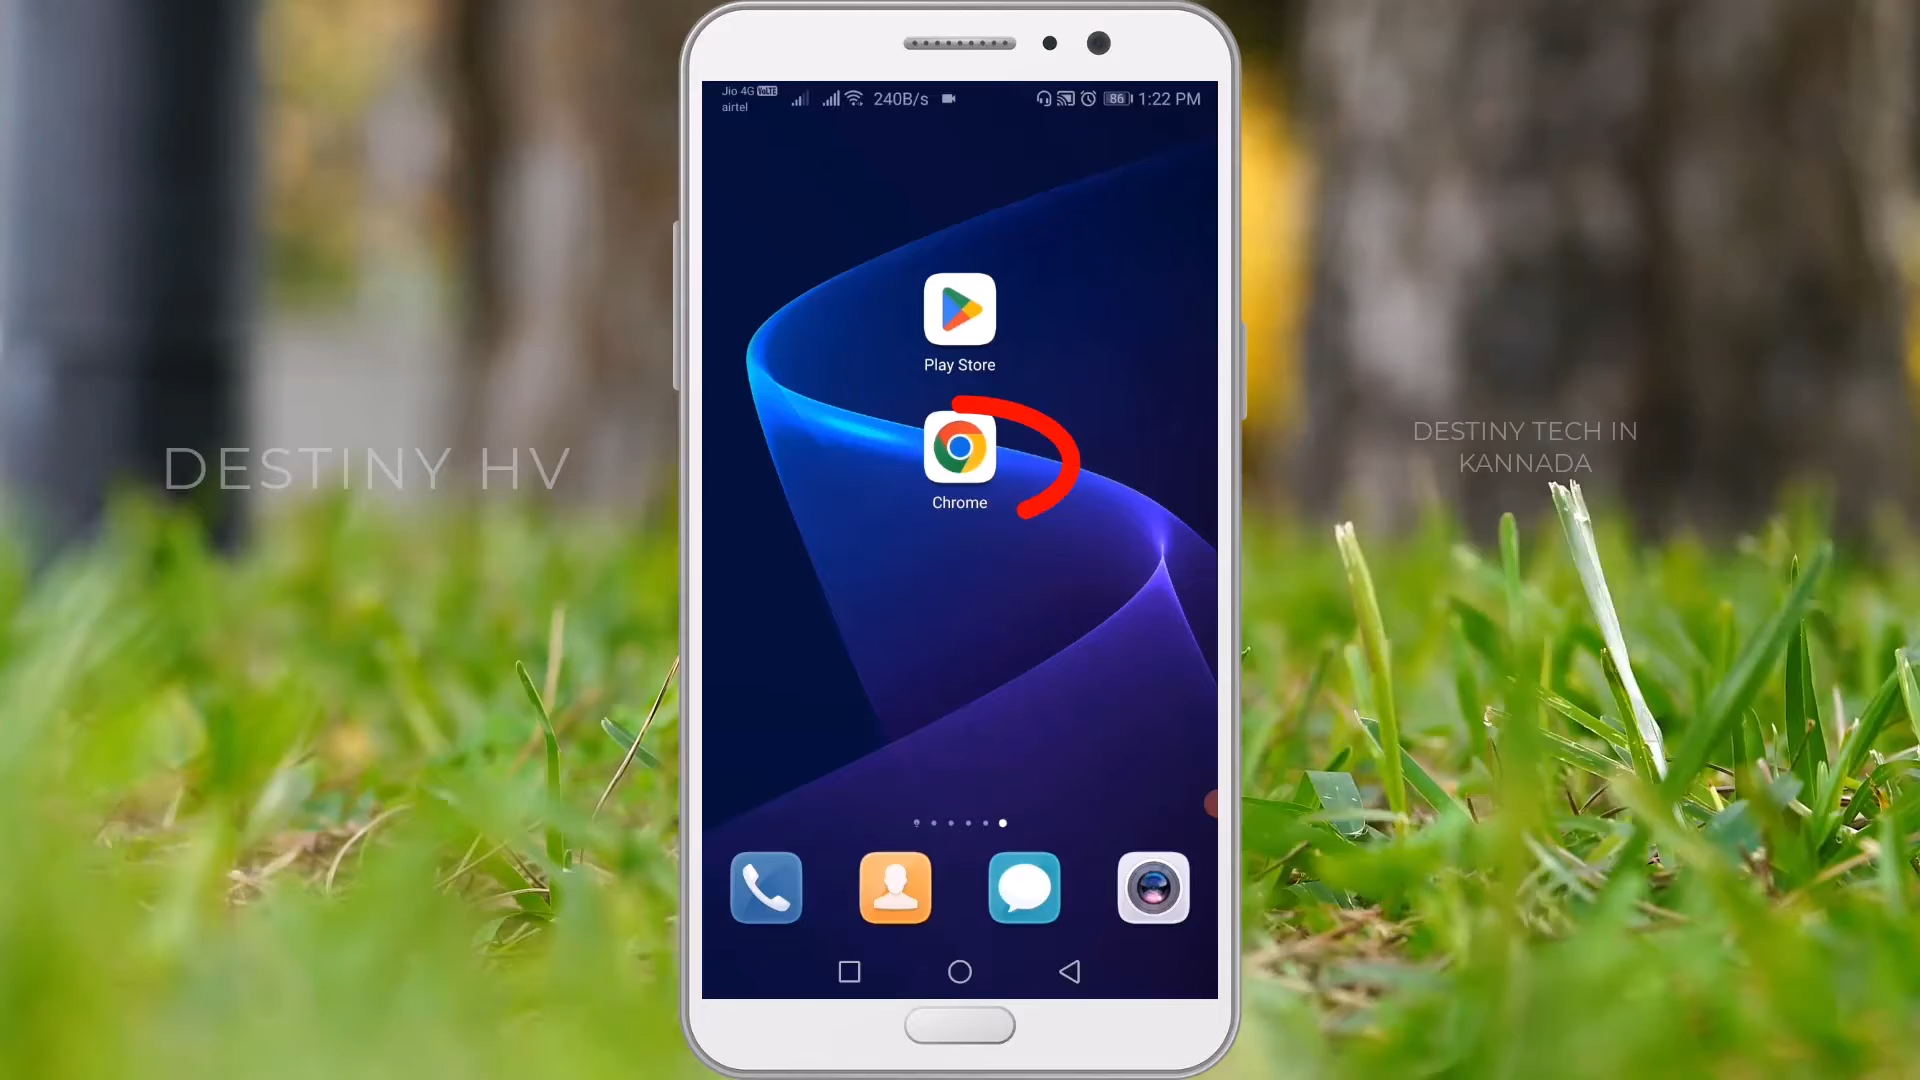 Jio 4G VoLTE
airtel
240B/s
86
1:22 PM
Play Store
Chrome
DESTINY HV
DESTINY TECH IN
KANNADA